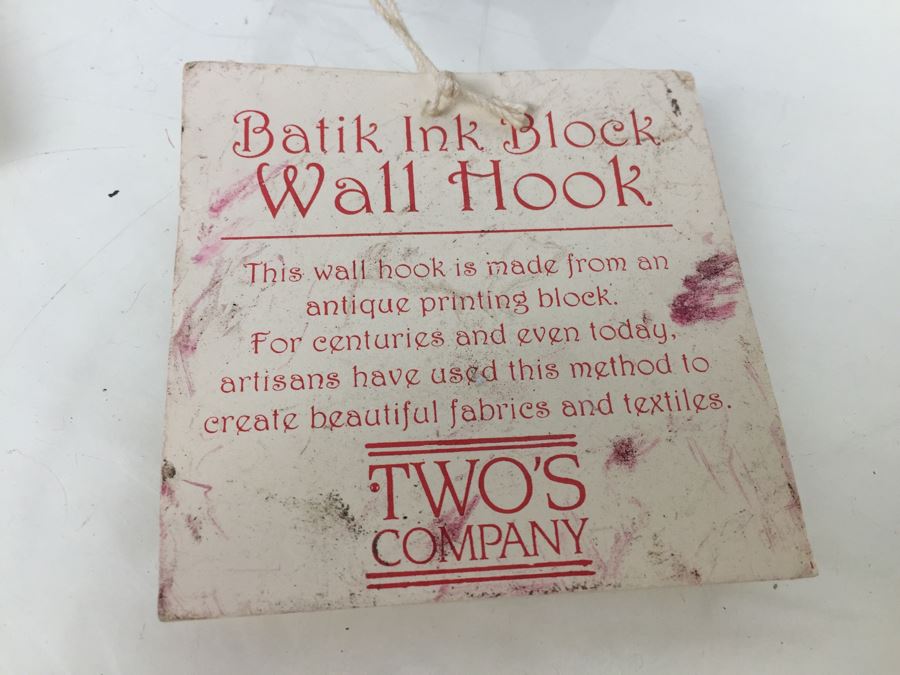 Batik Ink Block
Wall Hook
This wall hook is made from an
antique printing block.
For centuries and even today,
artisans have used this method to
create beautiful fabrics and textiles.
TWO'S
COMPANY